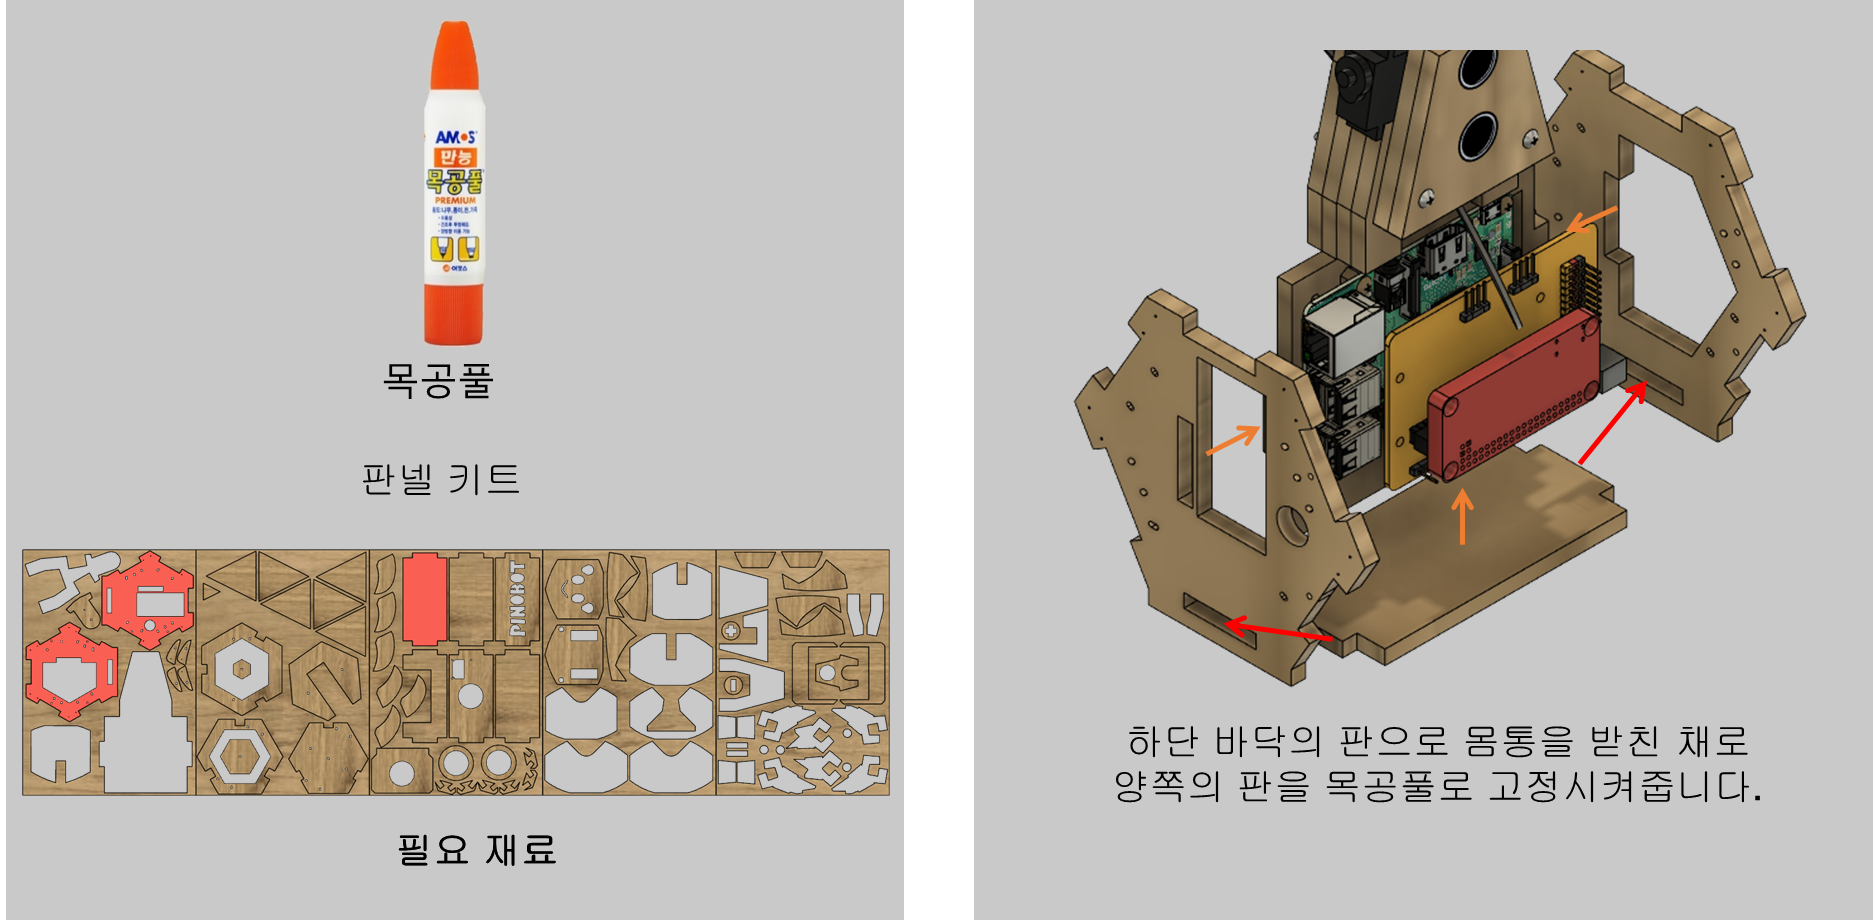 AMOS
만능
목공풀
PREMIUM
목공풀
판넬 키트
PINOBOT
필요 재료
하단 바닥의 판으로 몸통을 받친 채로
양쪽의 판을 목공풀로 고정시켜줍니다.